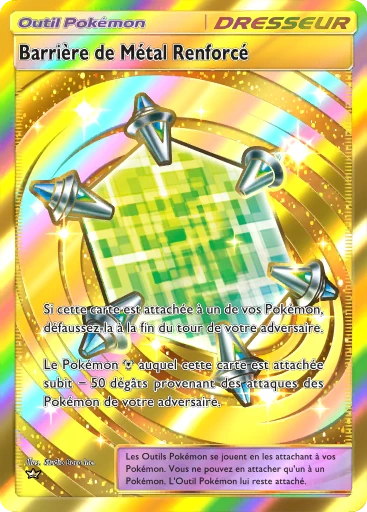 Outil Pokémon DRESSEUR
Barrière de Métal Renforcé
Si cette carte est attachée à un de vos Pokémon,
défaussez la à la fin du tour de votre adversaire.
Le Pokémon auquel cette carte est attachée
subit – 50 dégâts provenant des attaques des
Pokémon de votre adversaire.
Les Outils Pokémon se jouent en les attachant à vos
Pokémon. Vous ne pouvez en attacher qu'un à un
Pokémon. L'Outil Pokémon lui reste attaché.
Illus.